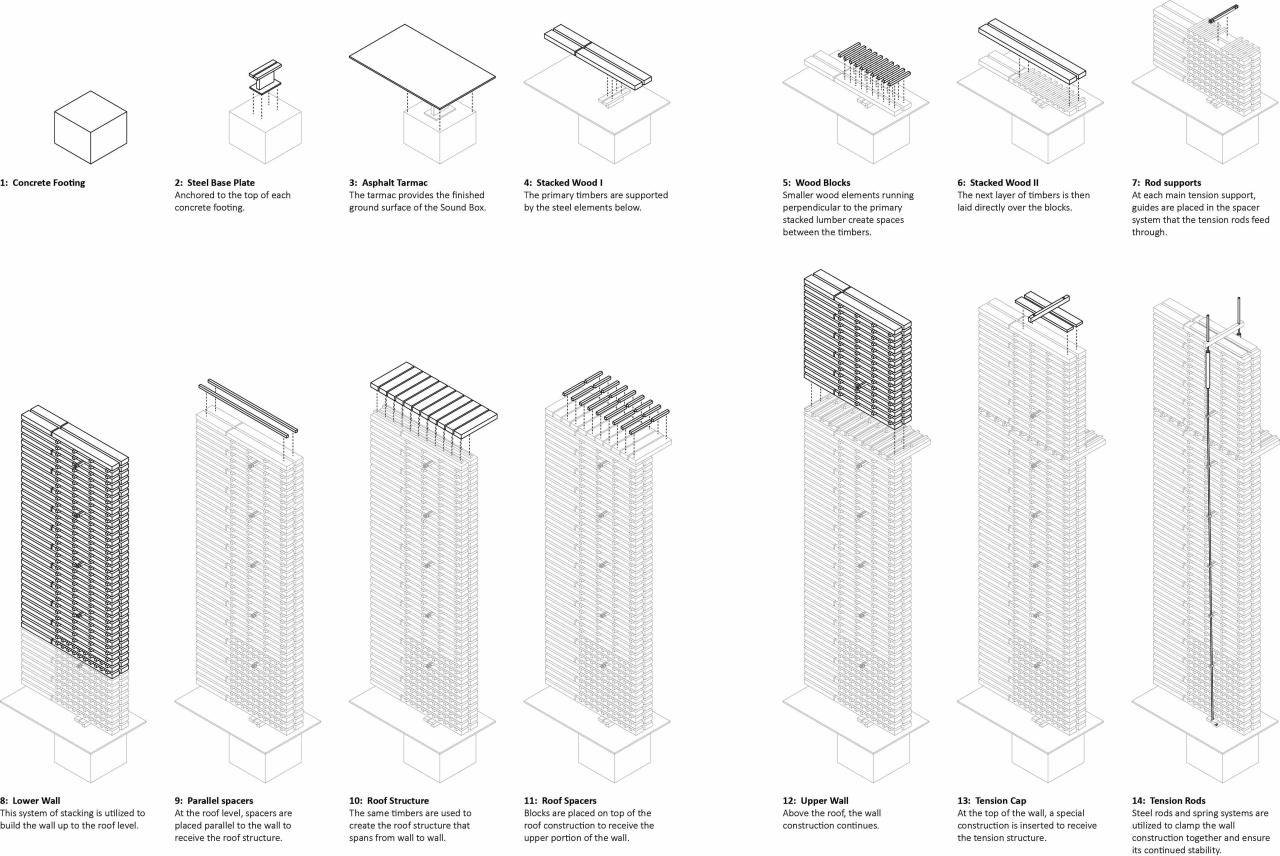 1: Concrete Footing
2: Steel Base Plate
Anchored to the top of each
concrete footing.
3: Asphalt Tarmac
The tarmac provides the finished
ground surface of the Sound Box.
4: Stacked Wood I
The primary timbers are supported
by the steel elements below.
5: Wood Blocks
Smaller wood elements running
perpendicular to the primary
stacked lumber create spaces
between the timbers.
6: Stacked Wood II
The next layer of timbers is then
laid directly over the blocks.
7: Rod supports
At each main tension support,
guides are placed in the spacer
system that the tension rods feed
through.
8: Lower Wall
This system of stacking is utilized to
build the wall up to the roof level.
9: Parallel spacers
At the roof level, spacers are
placed parallel to the wall to
receive the roof structure.
10: Roof Structure
The same timbers are used to
create the roof structure that
spans from wall to wall.
11: Roof Spacers
Blocks are placed on top of the
roof construction to receive the
upper portion of the wall.
12: Upper Wall
Above the roof, the wall
construction continues.
13: Tension Cap
At the top of the wall, a special
construction is inserted to receive
the tension structure.
14: Tension Rods
Steel rods and spring systems are
utilized to clamp the wall
construction together and ensure
its continued stability.